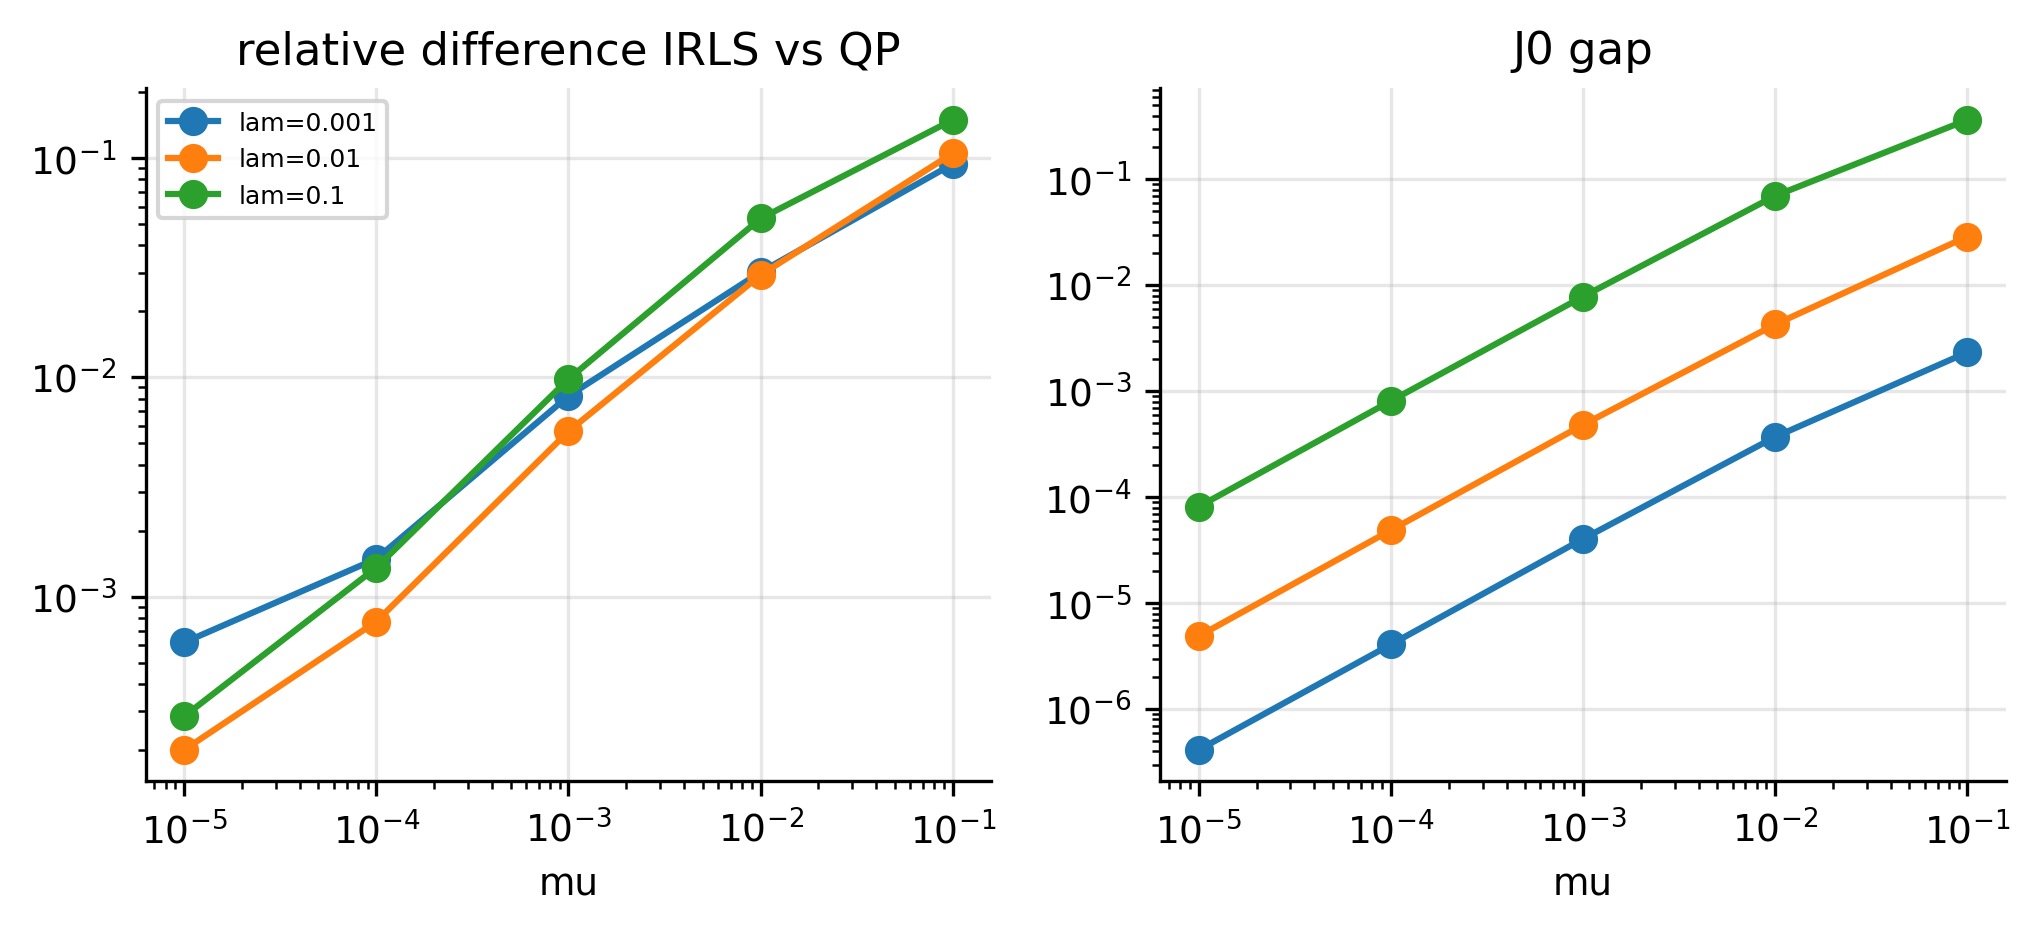 relative difference IRLS vs QP
lam=0.001
lam=0.01
lam=0.1
10⁻¹
10⁻²
10⁻³
10⁻⁵ 10⁻⁴ 10⁻³ 10⁻² 10⁻¹
mu
J0 gap
10⁻¹
10⁻²
10⁻³
10⁻⁴
10⁻⁵
10⁻⁶
10⁻⁵ 10⁻⁴ 10⁻³ 10⁻² 10⁻¹
mu